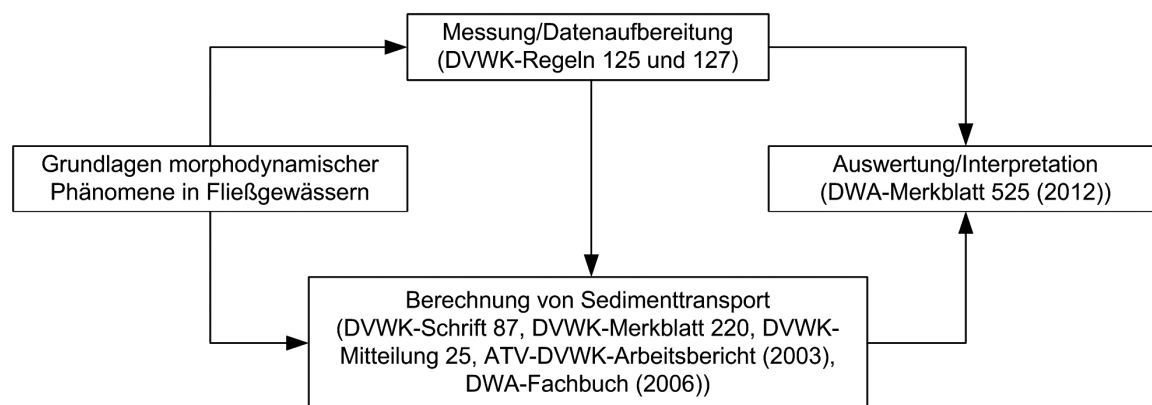 Messung/Datenaufbereitung
(DVWK-Regeln 125 und 127)
Grundlagen morphodynamischer
Phänomene in Fließgewässern
Auswertung/Interpretation
(DWA-Merkblatt 525 (2012))
Berechnung von Sedimenttransport
(DVWK-Schrift 87, DVWK-Merkblatt 220, DVWK-
Mitteilung 25, ATV-DVWK-Arbeitsbericht (2003),
DWA-Fachbuch (2006))